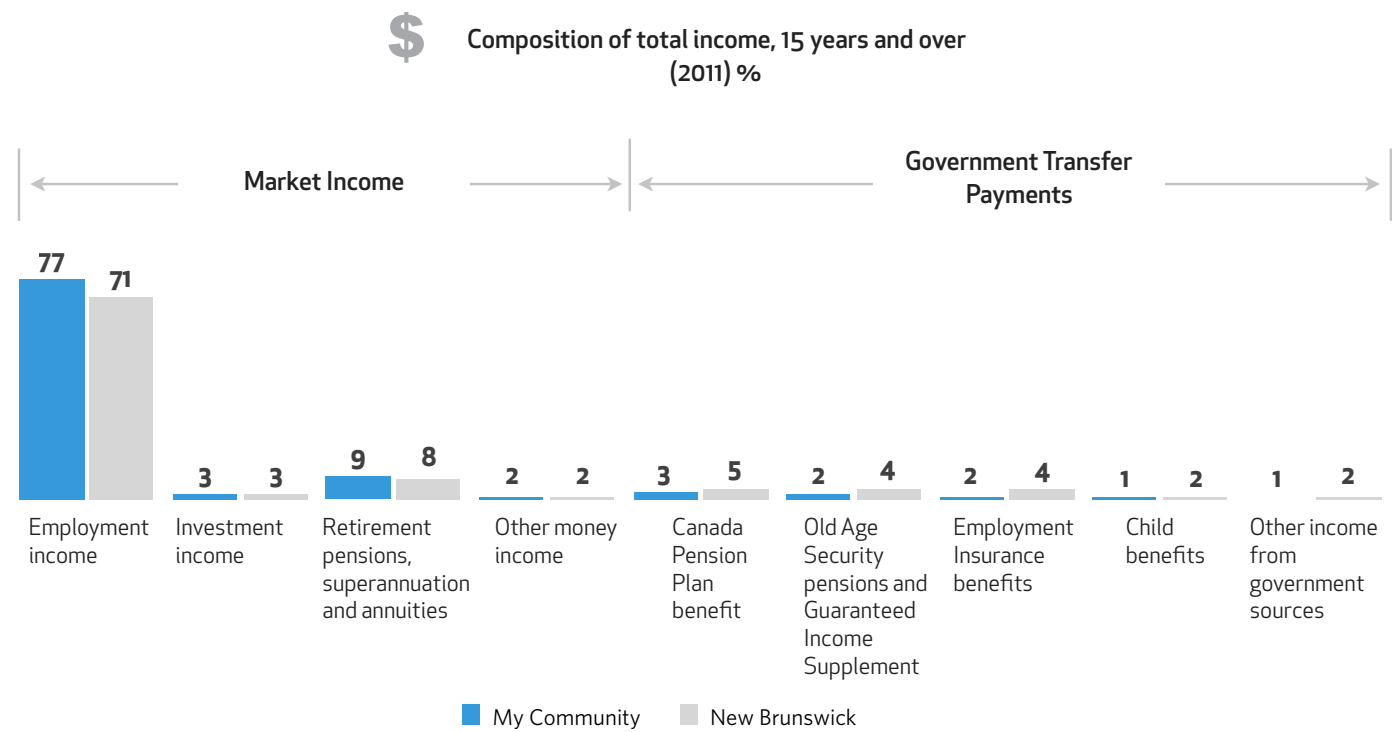 $
Composition of total income, 15 years and over
(2011) %
Market Income
Government Transfer
Payments
77
71
3
3
9
8
2
2
3
5
2
4
2
4
1
2
1
2
Employment
income
Investment
income
Retirement
pensions,
superannuation
and annuities
Other money
income
Canada
Pension
Plan
benefit
Old Age
Security
pensions and
Guaranteed
Income
Supplement
Employment
Insurance
benefits
Child
benefits
Other income
from
government
sources
My Community
New Brunswick